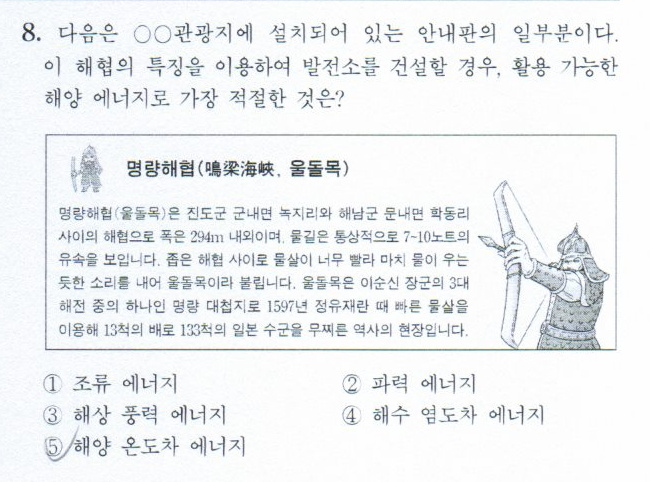 8. 다음은 ○○관광지에 설치되어 있는 안내판의 일부분이다.
이 해협의 특징을 이용하여 발전소를 건설할 경우, 활용 가능한
해양 에너지로 가장 적절한 것은?
명량해협(鳴梁海峽, 울돌목)
명량해협(울돌목)은 진도군 군내면 녹지리와 해남군 문내면 학동리
사이의 해협으로 폭은 294m 내외이며, 물길은 통상적으로 7~10노트의
유속을 보입니다. 좁은 해협 사이로 물살이 너무 빨라 마치 물이 우는
듯한 소리를 내어 울돌목이라 불립니다. 울돌목은 이순신 장군의 3대
해전 중의 하나인 명량 대첩지로 1597년 정유재란 때 빠른 물살을
이용해 13척의 배로 133척의 일본 수군을 무찌른 역사의 현장입니다.
① 조류 에너지 ② 파력 에너지
③ 해상 풍력 에너지 ④ 해수 염도차 에너지
⑤ 해양 온도차 에너지